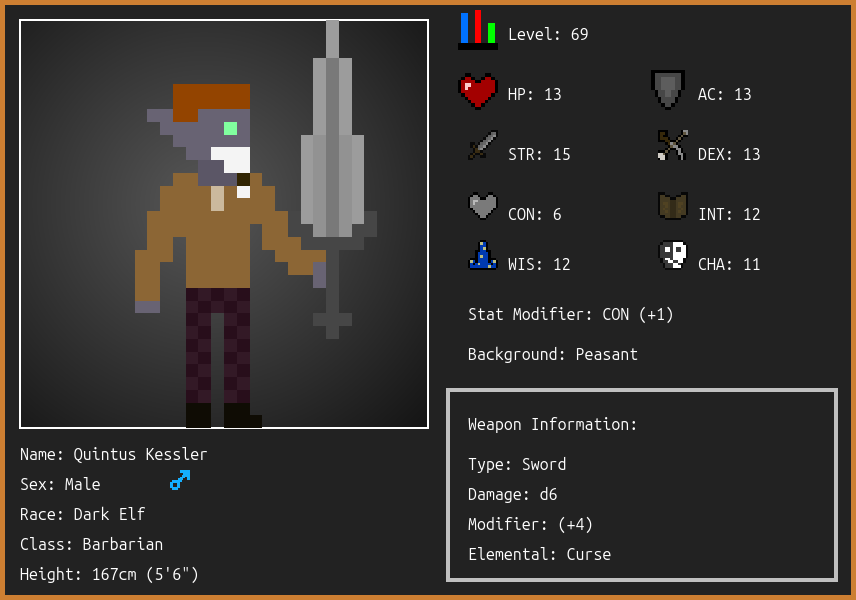 Level: 69
HP: 13
AC: 13
STR: 15
DEX: 13
CON: 6
INT: 12
WIS: 12
CHA: 11
Stat Modifier: CON (+1)
Background: Peasant
Weapon Information:
Type: Sword
Damage: d6
Modifier: (+4)
Elemental: Curse
Name: Quintus Kessler
Sex: Male
Race: Dark Elf
Class: Barbarian
Height: 167cm (5'6")